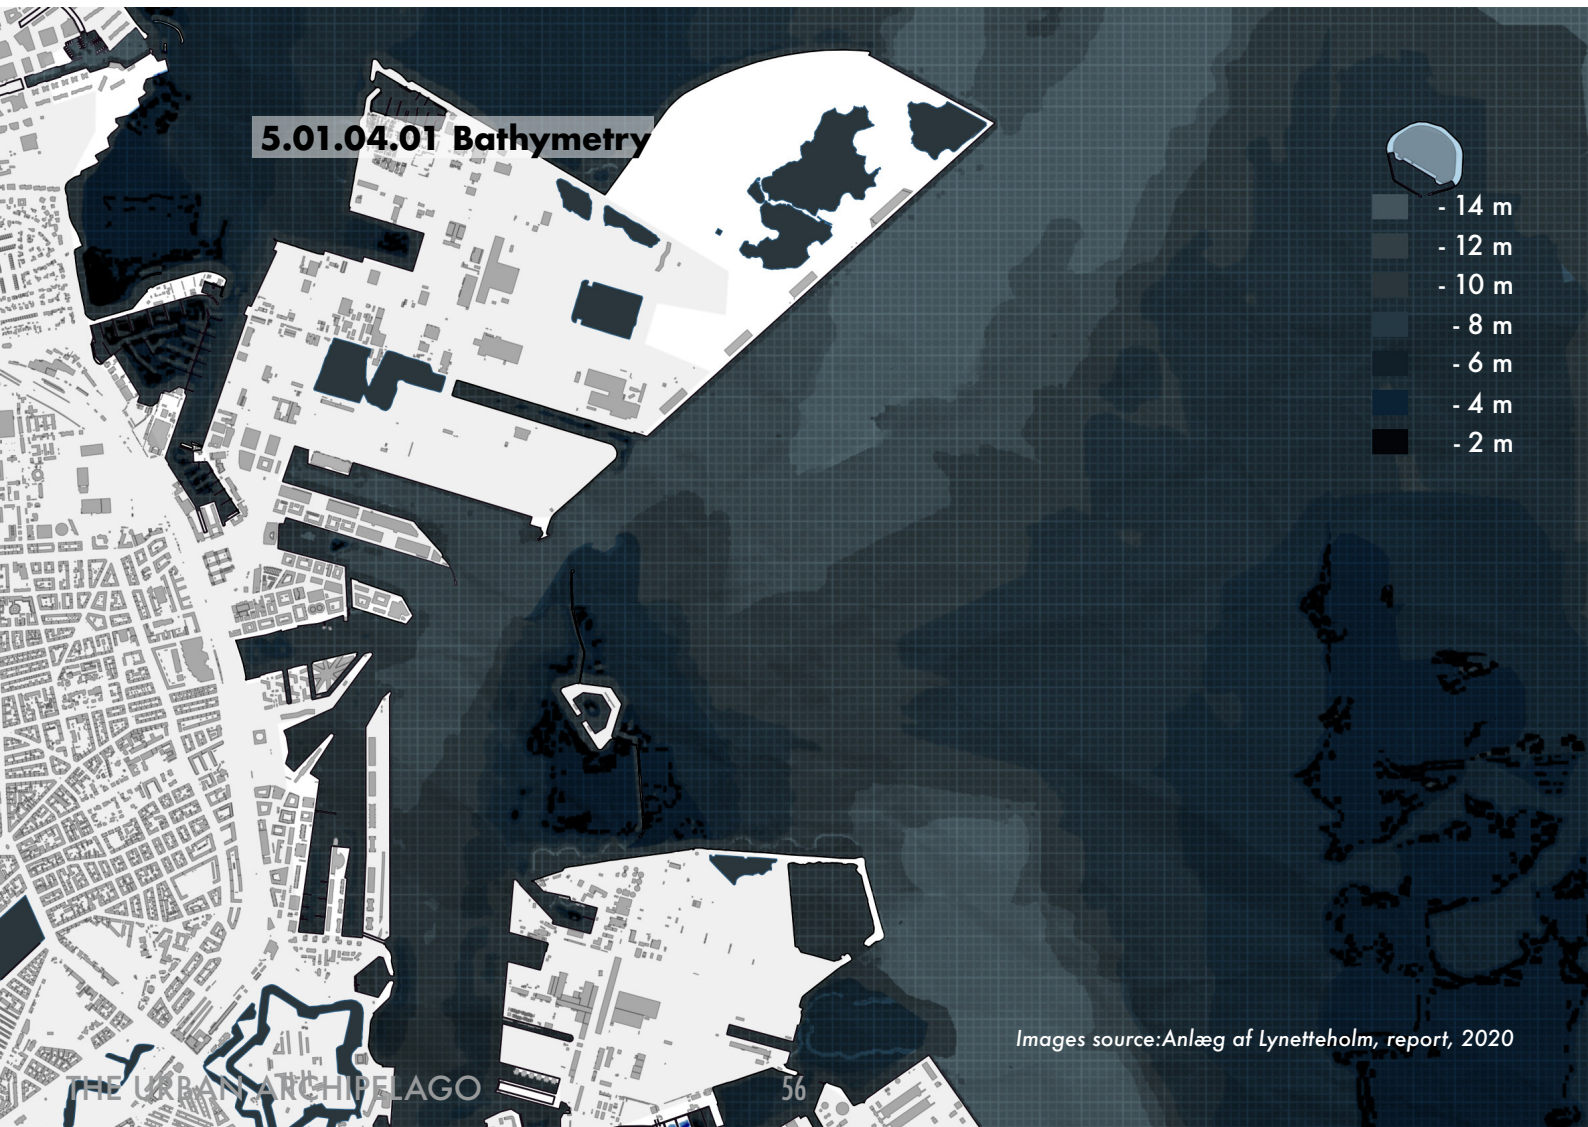 5.01.04.01 Bathymetry
- 14 m
- 12 m
- 10 m
- 8 m
- 6 m
- 4 m
- 2 m
Images source:Anlæg af Lynetteholm, report, 2020
THE URBAN ARCHIPELAGO
56